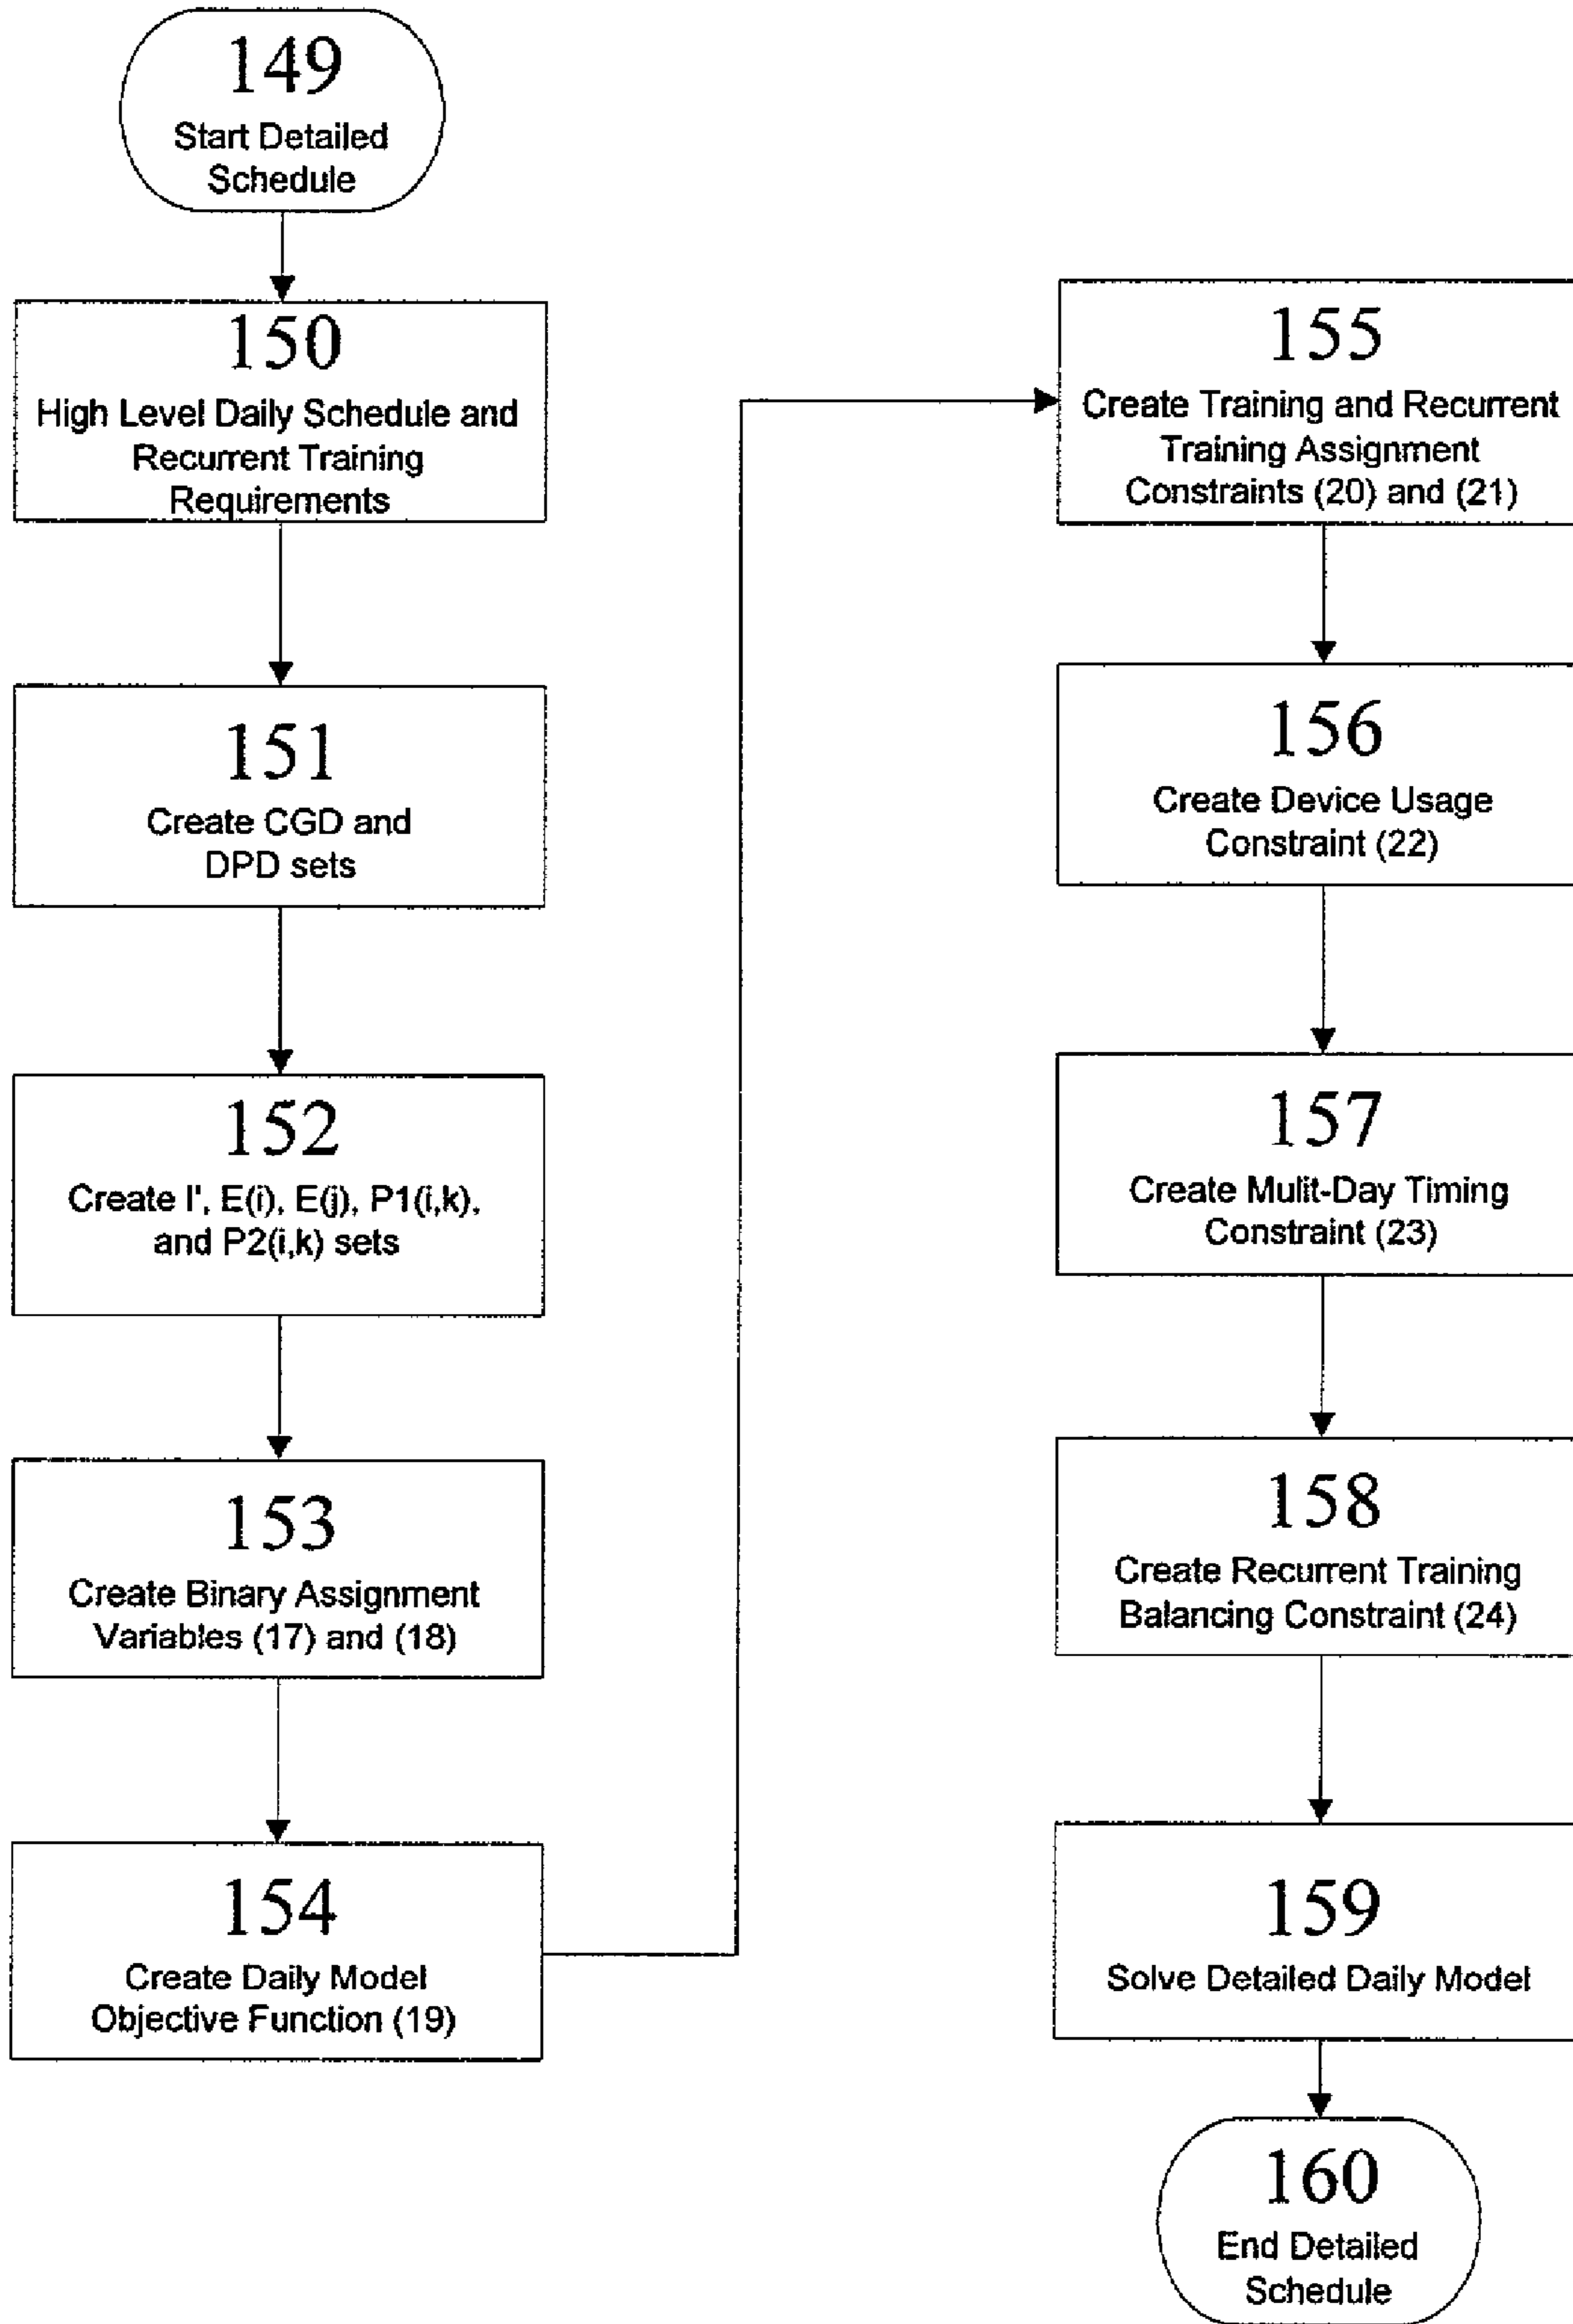 149
Start Detailed
Schedule
150
High Level Daily Schedule and
Recurrent Training
Requirements
151
Create CGD and
DPD sets
152
Create I', E(i), E(j), P1(i,k),
and P2(i,k) sets
153
Create Binary Assignment
Variables (17) and (18)
154
Create Daily Model
Objective Function (19)
155
Create Training and Recurrent
Training Assignment
Constraints (20) and (21)
156
Create Device Usage
Constraint (22)
157
Create Mulit-Day Timing
Constraint (23)
158
Create Recurrent Training
Balancing Constraint (24)
159
Solve Detailed Daily Model
160
End Detailed
Schedule